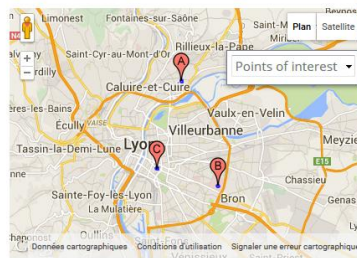 Limonest
Fontaines-sur-Saône
Plan
Satellite
Saint-Cyr-au-Mont-d'Or
Rillieux-la-Pape
A
Points of interest
+
-
Caluire-et-Cuire
Vaulx-en-Velin
Écully
Villeurbanne
Tassin-la-Demi-Lune
Lyon
C
E15
B
Chassieu
Sainte-Foy-lès-Lyon
Bron
Genas
La Mulatière
Données cartographiques
Conditions d'utilisation
Signaler une erreur cartographique